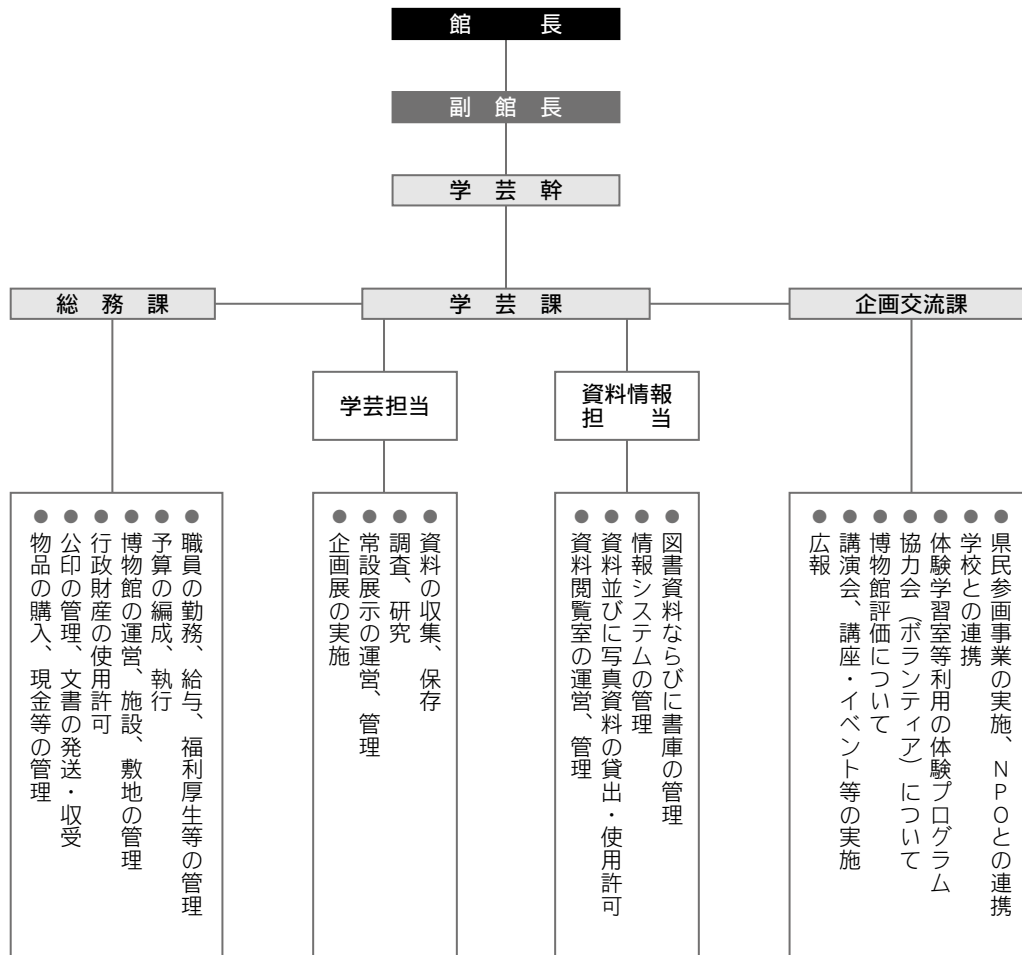 館長
副館長
学芸幹
総務課
学芸課
企画交流課
学芸担当
資料情報
担当
● 職員の勤務、給与、福利厚生等の管理
● 予算の編成、執行
● 博物館の運営、施設、敷地の管理
● 行政財産の使用許可
● 公印の管理、文書の発送・収受
● 物品の購入、現金等の管理
● 資料の収集、保存
● 調査、研究
● 常設展示の運営、管理
● 企画展の実施
● 図書資料ならびに書庫の管理
● 情報システムの管理
● 資料並びに写真資料の貸出・使用許可
● 資料閲覧室の運営、管理
● 県民参画事業の実施、NPOとの連携
● 学校との連携
● 体験学習室等利用の体験プログラム
● 協力会（ボランティア）について
● 博物館評価について
● 講演会、講座・イベント等の実施
● 広報